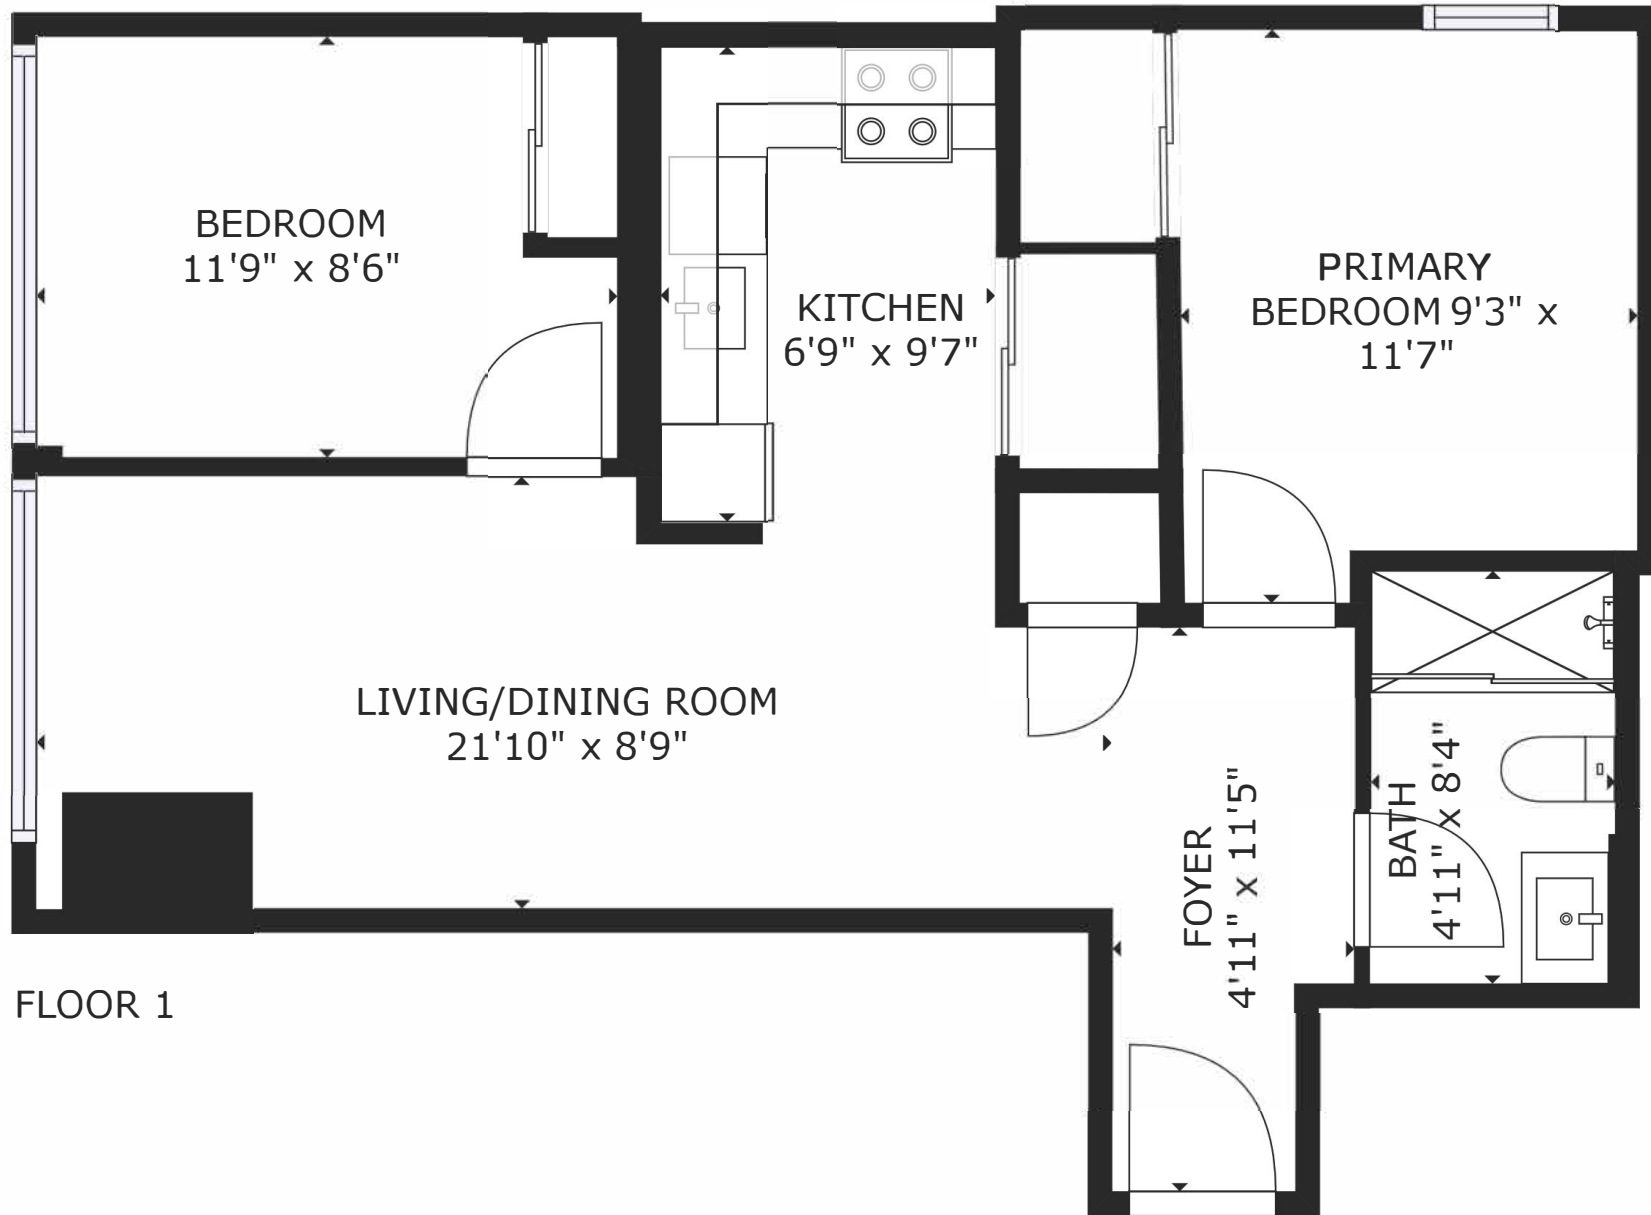 BEDROOM
11'9" x 8'6"
KITCHEN
6'9" x 9'7"
PRIMARY
BEDROOM 9'3" x
11'7"
LIVING/DINING ROOM
21'10" x 8'9"
FOYER
4'11" x 11'5"
BATH
4'11" x 8'4"
FLOOR 1